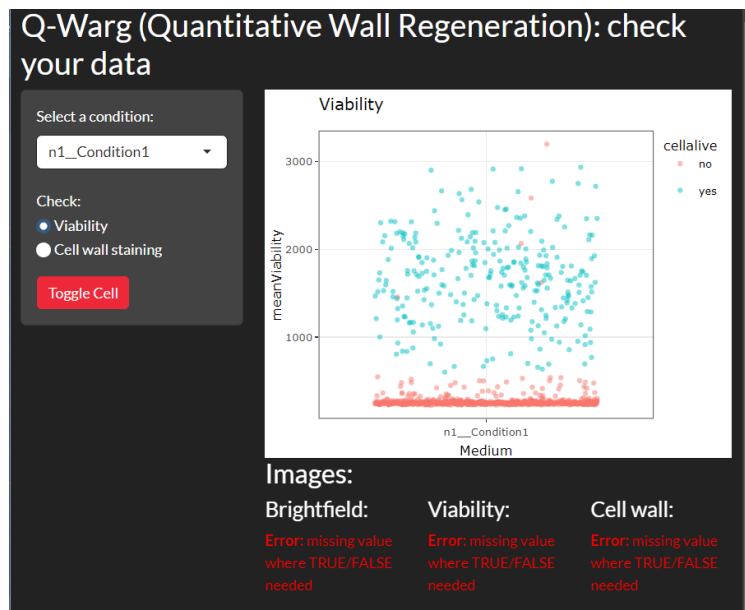 Q-Warg (Quantitative Wall Regeneration): check
your data
Select a condition:
n1__Condition1
Check:
Viability
Cell wall staining
Toggle Cell
Viability
cellalive
no
yes
3000
2000
1000
meanViability
n1__Condition1
Medium
Images:
Brightfield:
Error: missing value
where TRUE/FALSE
needed
Viability:
Error: missing value
where TRUE/FALSE
needed
Cell wall:
Error: missing value
where TRUE/FALSE
needed